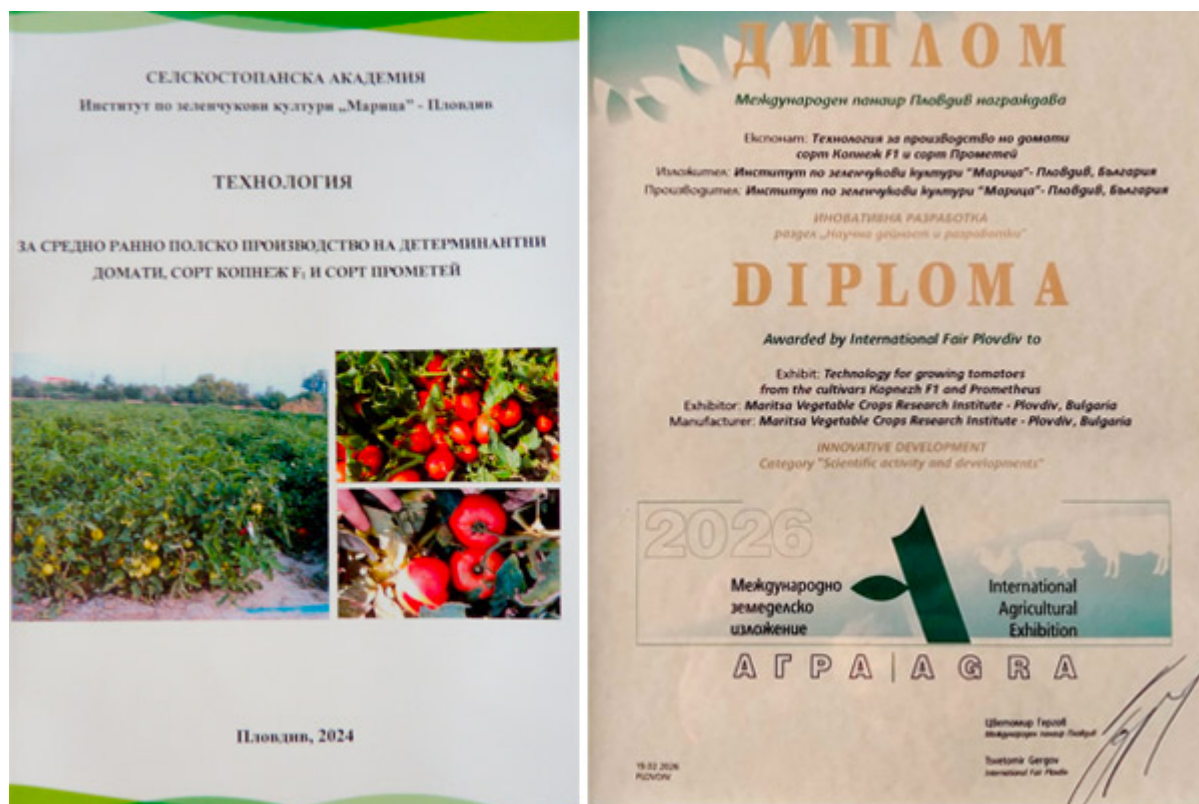 СЕЛСКОСТОПАНСКА АКАДЕМИЯ
Институт по зеленчукови култури „Марица” - Пловдив
ТЕХНОЛОГИЯ
ЗА СРЕДНО РАННО ПОЛСКО ПРОИЗВОДСТВО НА ДЕТЕРМИНАНТНИ
ДОМАТИ, СОРТ КОПНЕЖ F₁ И СОРТ ПРОМЕТЕЙ
Пловдив, 2024
ДИПЛОМ
Международен панаир Пловдив награждава
Експонат: Технология за производство но домати
сорт Копнеж F1 и сорт Прометей
Изложител: Институт по зеленчукови култури "Марица"- Пловдив, България
Производител: Институт по зеленчукови култури "Марица"- Пловдив, България
ИНОВАТИВНА РАЗРАБОТКА
раздел „Научна дейност и разработки"
DIPLOMA
Awarded by International Fair Plovdiv to
Exhibit: Technology for growing tomatoes
from the cultivars Kopnezh F1 and Prometheus
Exhibitor: Maritsa Vegetable Crops Research Institute - Plovdiv, Bulgaria
Manufacturer: Maritsa Vegetable Crops Research Institute - Plovdiv, Bulgaria
INNOVATIVE DEVELOPMENT
Category "Scientific activity and developments"
2026
Международно
земеделско
изложение
International
Agricultural
Exhibition
АГРА | AGRA
Цветомир Гергов
Международен панаир Пловдив
Tsvetomir Gergov
International Fair Plovdiv
19.02.2026
PLOVDIV